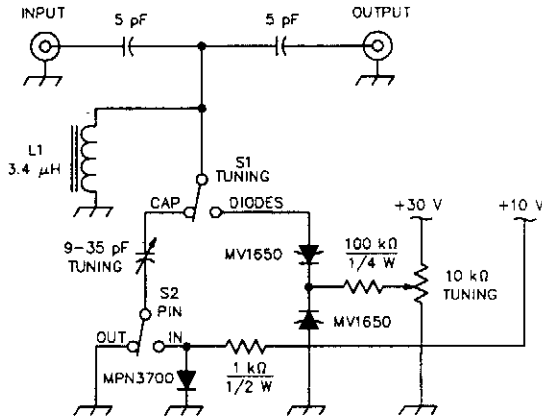 INPUT
5 pF
5 pF
OUTPUT
L1
3.4 μH
S1
TUNING
CAP
DIODES
+30 V
+10 V
9–35 pF
TUNING
MV1650
100 kΩ
1/4 W
10 kΩ
TUNING
S2
PIN
MV1650
OUT
IN
MPN3700
1 kΩ
1/2 W